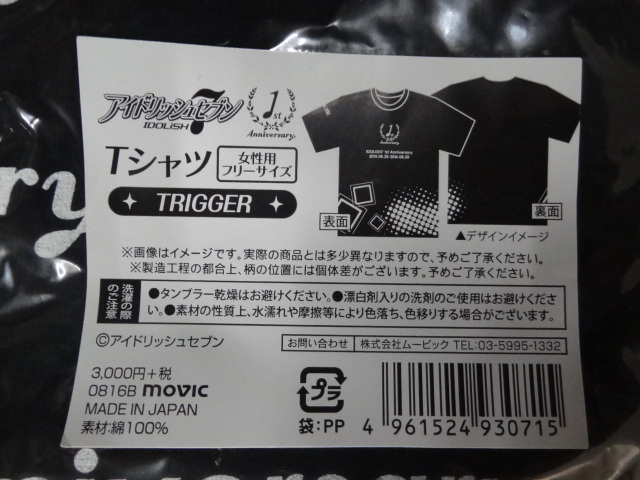 アイドリッシュセブン
IDOLiSH7
1st
Anniversary
Tシャツ
女性用
フリーサイズ
TRIGGER
IDOLiSH7 1st Anniversary
表面
裏面
▲デザインイメージ
※画像はイメージです。実際の商品とは多少異なりますので、予めご了承ください。
※製造工程の都合上、柄の位置には個体差がございます。予めご了承ください。
洗濯の際
のご注意
●タンブラー乾燥はお避けください。●漂白剤入りの洗剤のご使用はお避けください。
●素材の性質上、水濡れや摩擦等により色落ち、色移りする場合がございます。
©アイドリッシュセブン
お問い合わせ 株式会社ムービック TEL:03-5995-1332
3,000円+税
0816B movic
MADE IN JAPAN
素材:綿100%
プラ
袋:PP
4 961524 930715